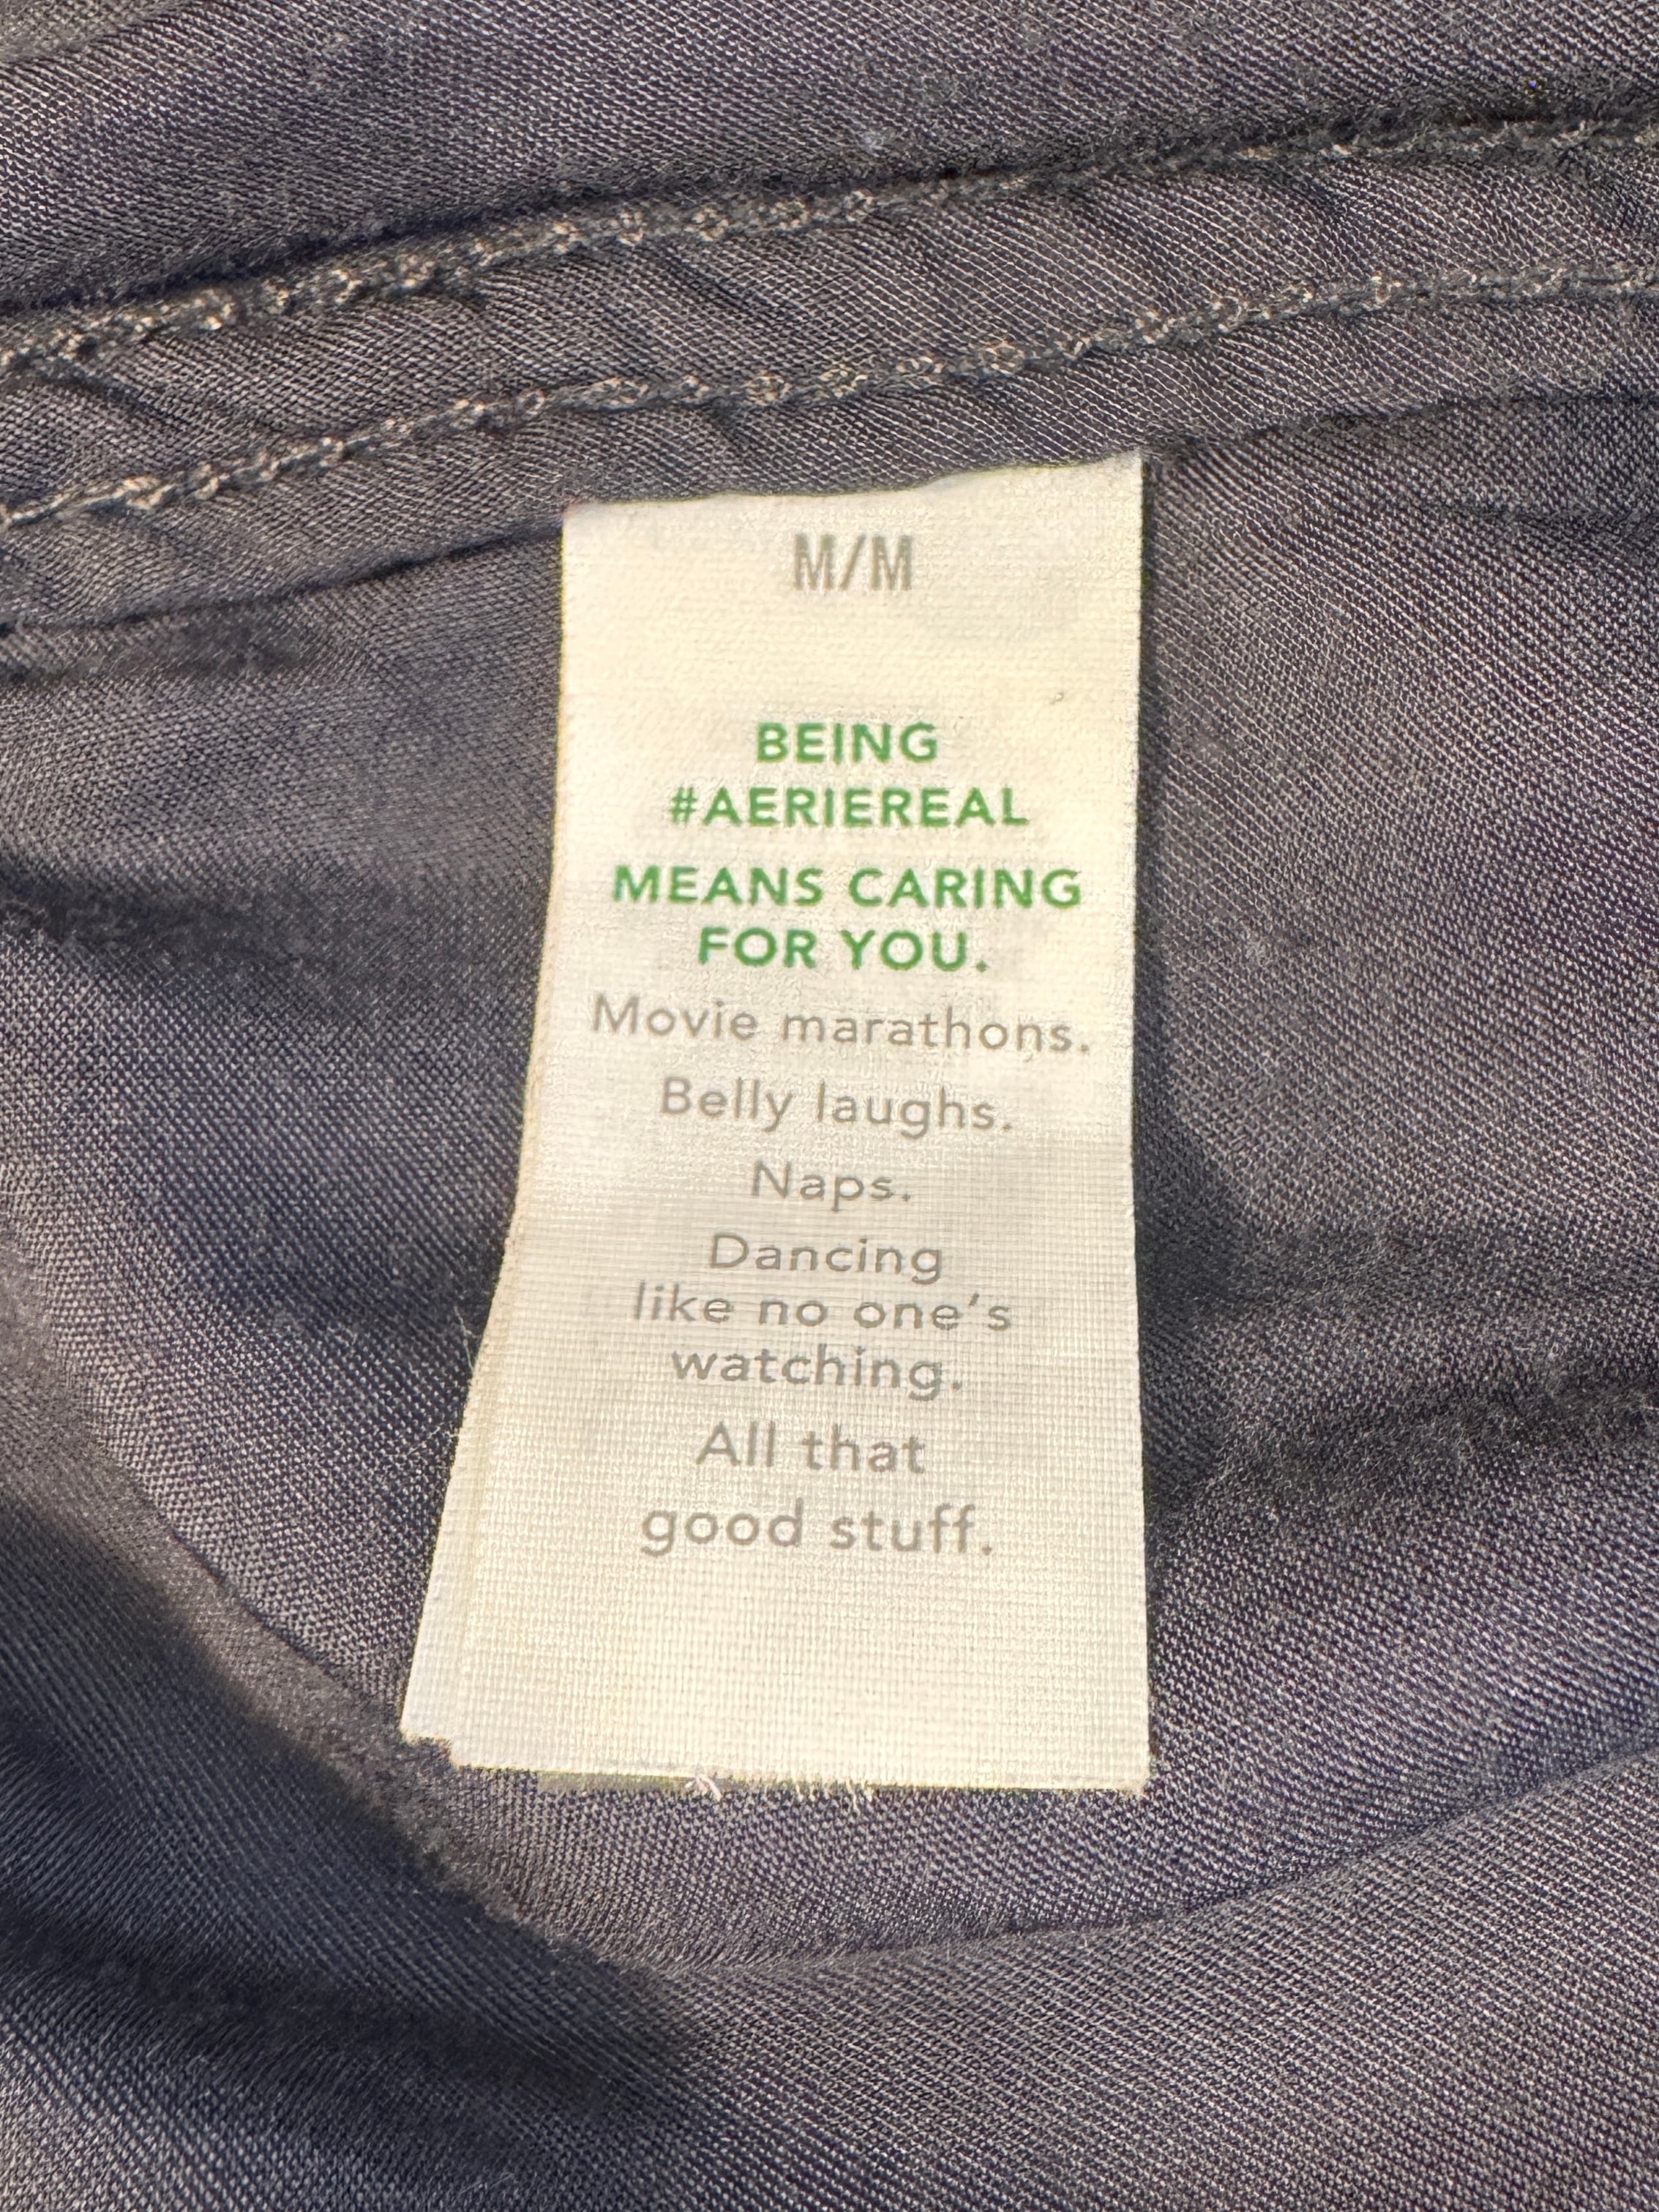 M/M
BEING
#AERIEREAL
MEANS CARING
FOR YOU.
Movie marathons.
Belly laughs.
Naps.
Dancing
like no one's
watching.
All that
good stuff.